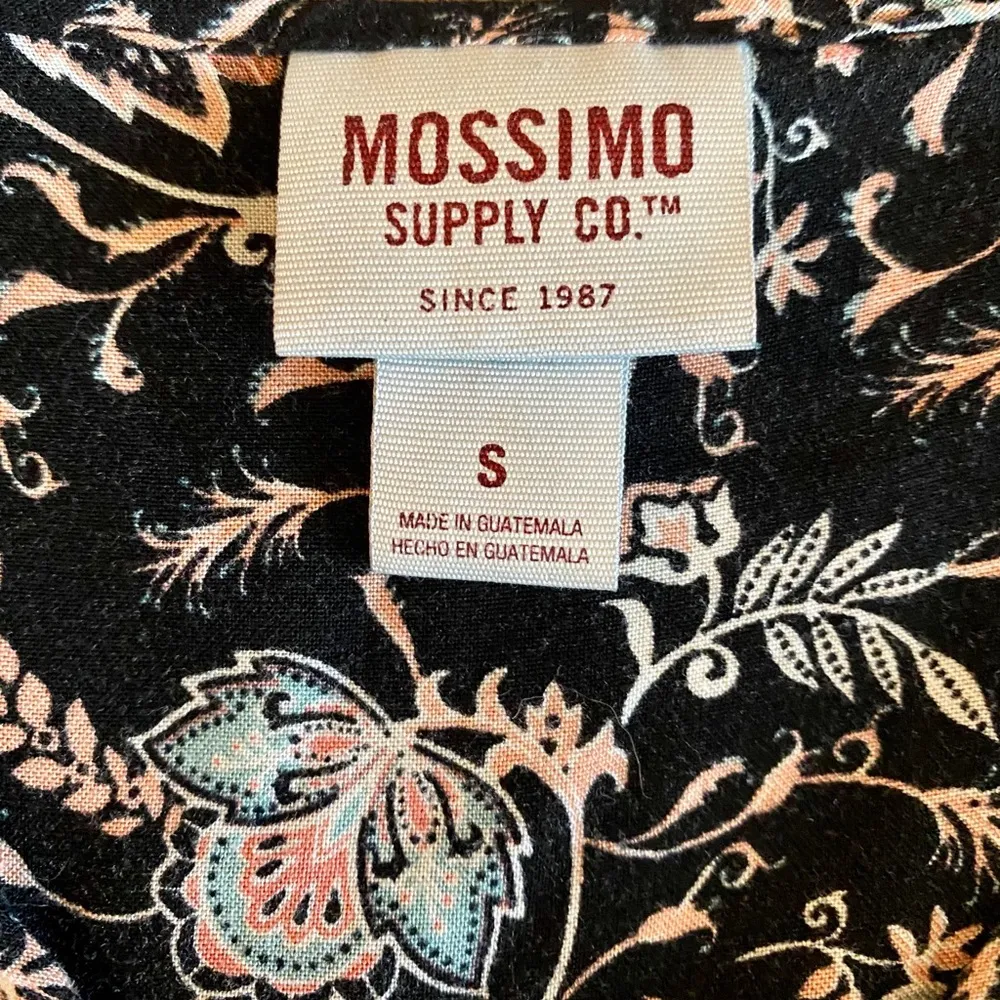 MOSSIMO
SUPPLY CO.™
SINCE 1987
S
MADE IN GUATEMALA
HECHO EN GUATEMALA